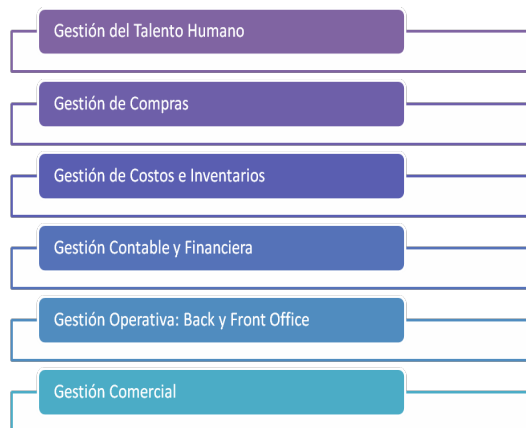 Gestión del Talento Humano
Gestión de Compras
Gestión de Costos e Inventarios
Gestión Contable y Financiera
Gestión Operativa: Back y Front Office
Gestión Comercial